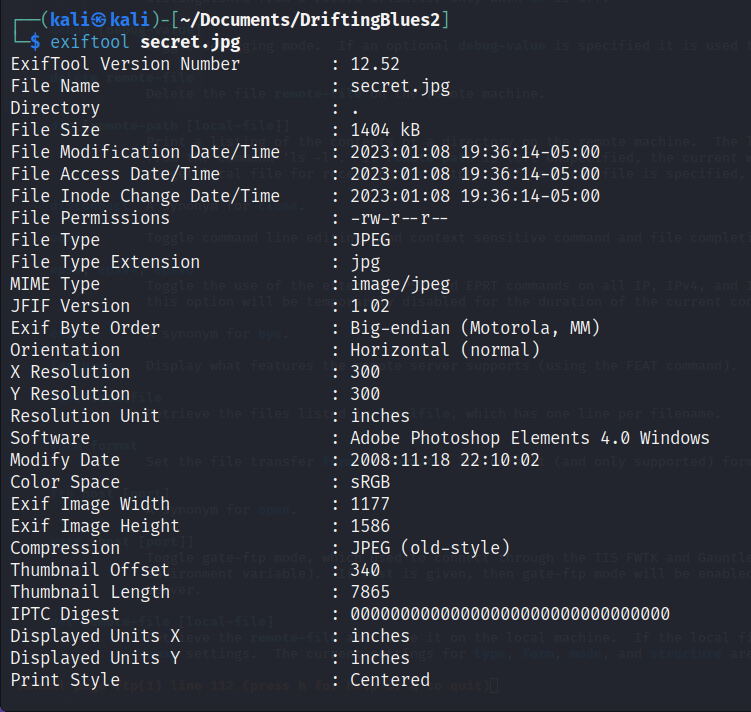 ┌──(kali㉿kali)-[~/Documents/DriftingBlues2]
└─$ exiftool secret.jpg
ExifTool Version Number : 12.52
File Name : secret.jpg
Directory : .
File Size : 1404 kB
File Modification Date/Time : 2023:01:08 19:36:14-05:00
File Access Date/Time : 2023:01:08 19:36:14-05:00
File Inode Change Date/Time : 2023:01:08 19:36:14-05:00
File Permissions : -rw-r--r--
File Type : JPEG
File Type Extension : jpg
MIME Type : image/jpeg
JFIF Version : 1.02
Exif Byte Order : Big-endian (Motorola, MM)
Orientation : Horizontal (normal)
X Resolution : 300
Y Resolution : 300
Resolution Unit : inches
Software : Adobe Photoshop Elements 4.0 Windows
Modify Date : 2008:11:18 22:10:02
Color Space : sRGB
Exif Image Width : 1177
Exif Image Height : 1586
Compression : JPEG (old-style)
Thumbnail Offset : 340
Thumbnail Length : 7865
IPTC Digest : 00000000000000000000000000000000
Displayed Units X : inches
Displayed Units Y : inches
Print Style : Centered